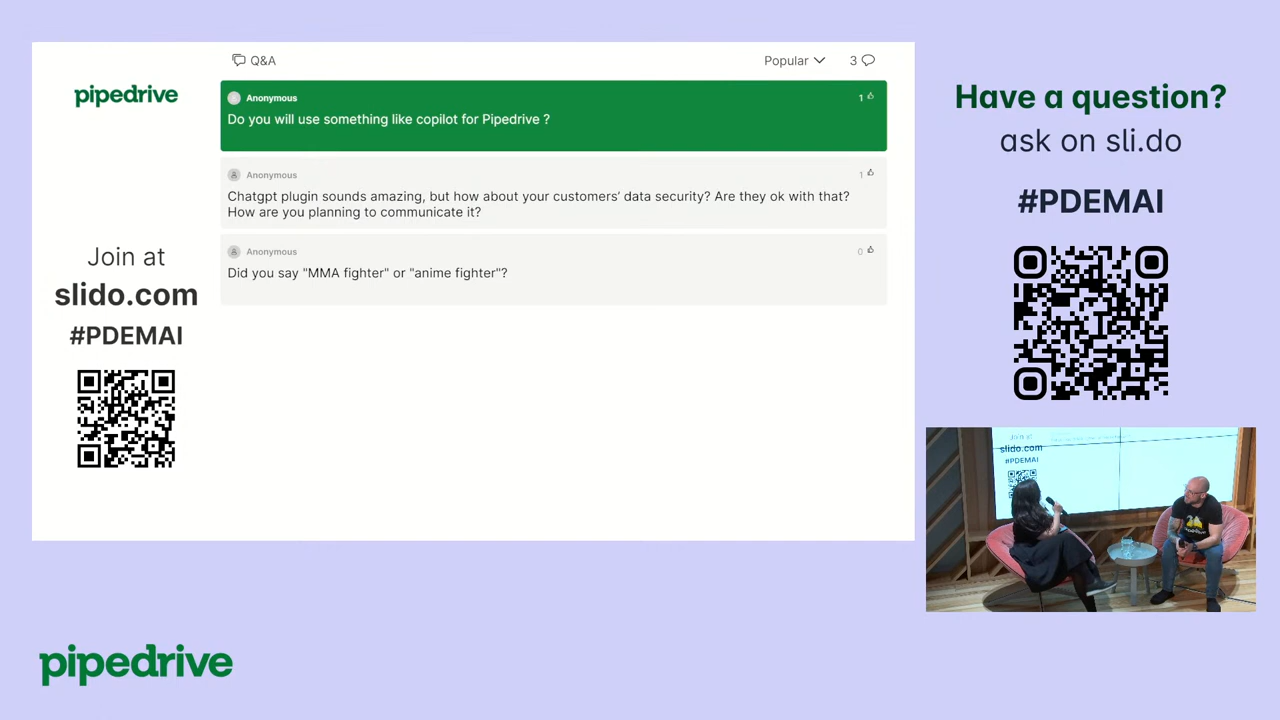 Q&A
Popular
3
pipedrive
Anonymous
1
Do you will use something like copilot for Pipedrive ?
Anonymous
1
Chatgpt plugin sounds amazing, but how about your customers' data security? Are they ok with that?
How are you planning to communicate it?
Anonymous
0
Did you say "MMA fighter" or "anime fighter"?
Join at
slido.com
#PDEMAI
Have a question?
ask on sli.do
#PDEMAI
Join at
slido.com
#PDEMAI
pipedrive